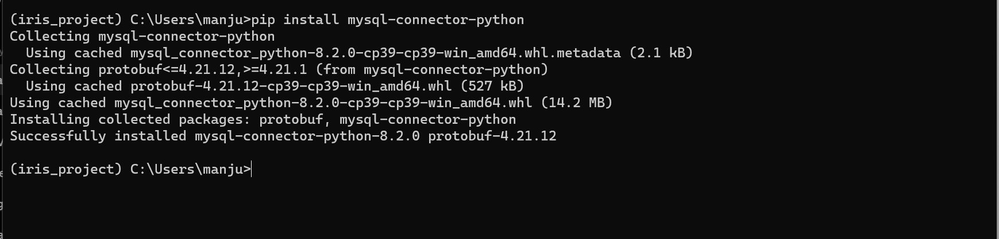 (iris_project) C:\Users\manju>pip install mysql-connector-python
Collecting mysql-connector-python
  Using cached mysql_connector_python-8.2.0-cp39-cp39-win_amd64.whl.metadata (2.1 kB)
Collecting protobuf<=4.21.12,>=4.21.1 (from mysql-connector-python)
  Using cached protobuf-4.21.12-cp39-cp39-win_amd64.whl (527 kB)
Using cached mysql_connector_python-8.2.0-cp39-cp39-win_amd64.whl (14.2 MB)
Installing collected packages: protobuf, mysql-connector-python
Successfully installed mysql-connector-python-8.2.0 protobuf-4.21.12
(iris_project) C:\Users\manju>